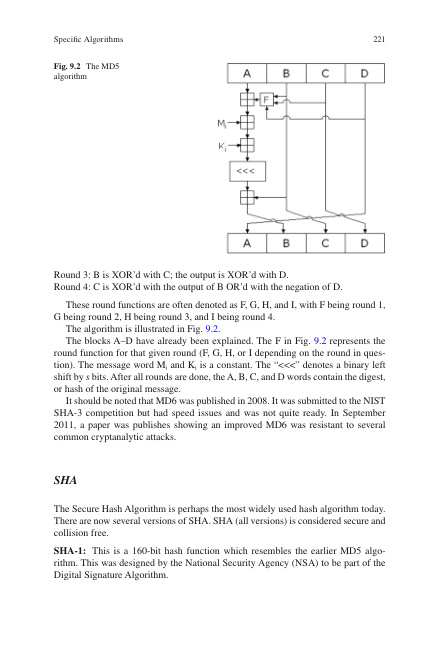 Specific Algorithms 221
Fig. 9.2 The MD5
algorithm
A B C D
F
Mi
Ki
<<<
A B C D
Round 3: B is XOR'd with C; the output is XOR'd with D.
Round 4: C is XOR'd with the output of B OR'd with the negation of D.
These round functions are often denoted as F, G, H, and I, with F being round 1,
G being round 2, H being round 3, and I being round 4.
The algorithm is illustrated in Fig. 9.2.
The blocks A–D have already been explained. The F in Fig. 9.2 represents the
round function for that given round (F, G, H, or I depending on the round in ques-
tion). The message word Mi and Ki is a constant. The "<<<" denotes a binary left
shift by s bits. After all rounds are done, the A, B, C, and D words contain the digest,
or hash of the original message.
It should be noted that MD6 was published in 2008. It was submitted to the NIST
SHA-3 competition but had speed issues and was not quite ready. In September
2011, a paper was publishes showing an improved MD6 was resistant to several
common cryptanalytic attacks.
SHA
The Secure Hash Algorithm is perhaps the most widely used hash algorithm today.
There are now several versions of SHA. SHA (all versions) is considered secure and
collision free.
SHA-1: This is a 160-bit hash function which resembles the earlier MD5 algo-
rithm. This was designed by the National Security Agency (NSA) to be part of the
Digital Signature Algorithm.